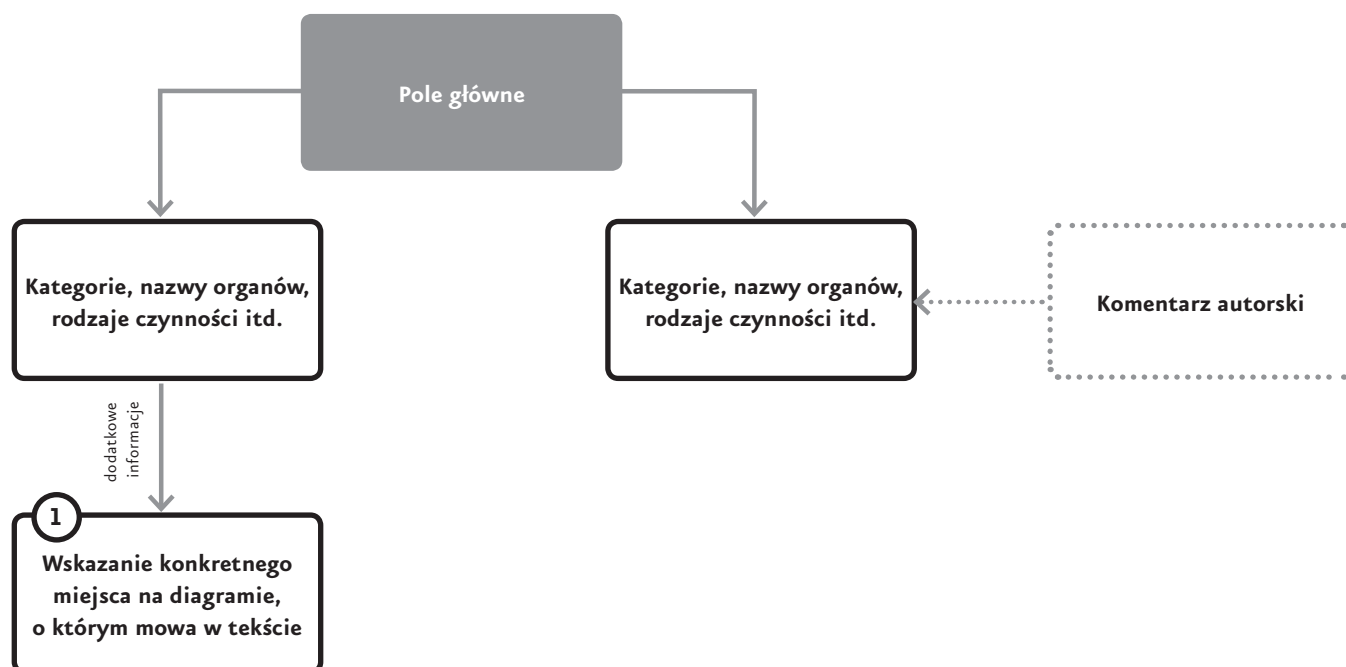 Pole główne
Kategorie, nazwy organów,
rodzaje czynności itd.
Kategorie, nazwy organów,
rodzaje czynności itd.
Komentarz autorski
dodatkowe
informacje
1
Wskazanie konkretnego
miejsca na diagramie,
o którym mowa w tekście